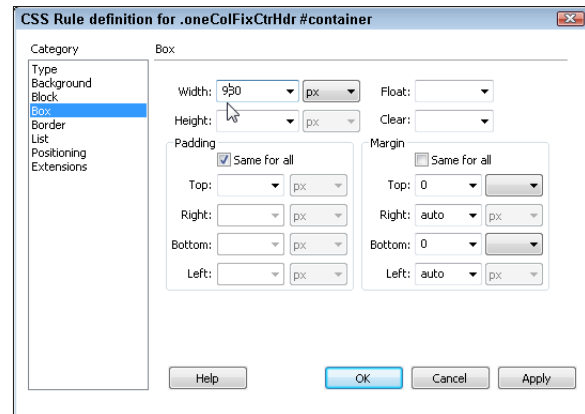 CSS Rule definition for .oneColFixCtrHdr #container
Category
Box
Type
Background
Block
Box
Border
List
Positioning
Extensions
Width: 930 px Float:
Height: px Clear:
Padding Margin
Same for all Same for all
Top: px Top: 0
Right: px Right: auto px
Bottom: px Bottom: 0
Left: px Left: auto px
Help OK Cancel Apply